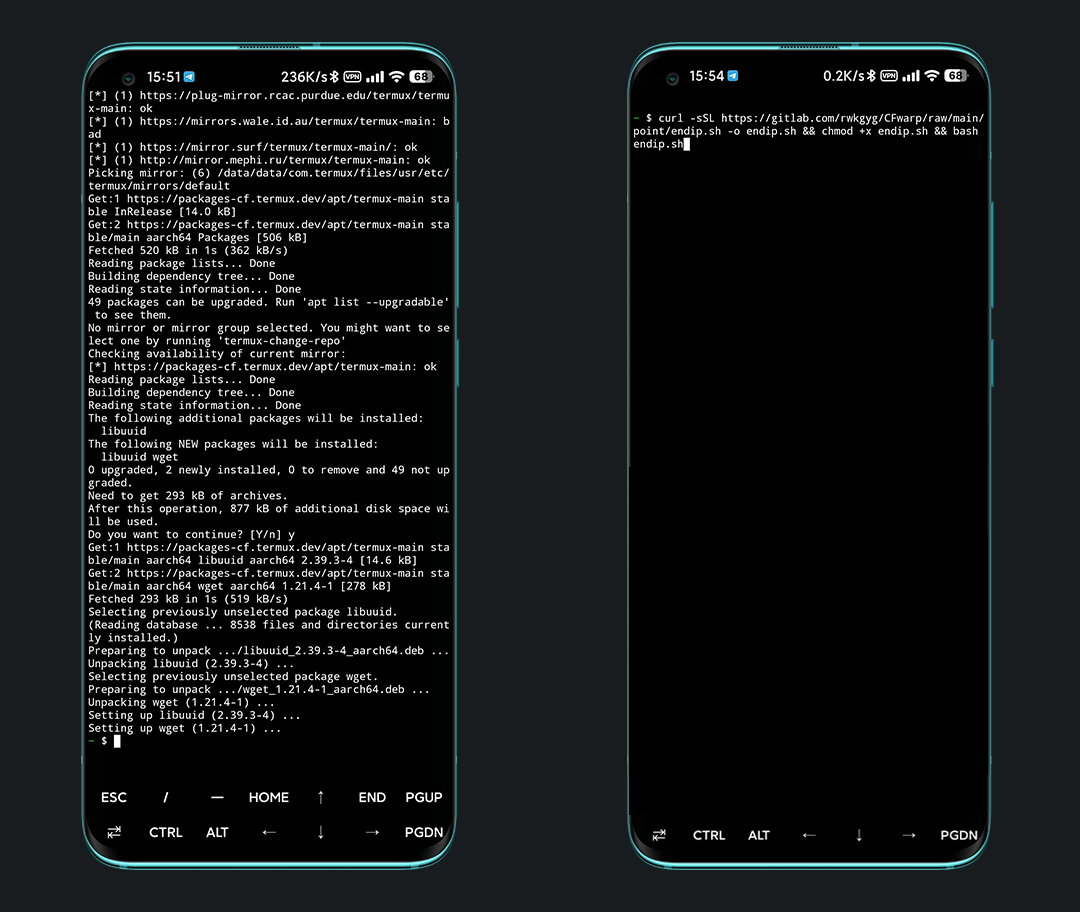 15:51 236K/s VPN 68
[*] (1) https://plug-mirror.rcac.purdue.edu/termux/termu
x-main: ok
[*] (1) https://mirrors.wale.id.au/termux/termux-main: b
ad
[*] (1) https://mirror.surf/termux/termux-main/: ok
[*] (1) http://mirror.mephi.ru/termux/termux-main: ok
Picking mirror: (6) /data/data/com.termux/files/usr/etc/
termux/mirrors/default
Get:1 https://packages-cf.termux.dev/apt/termux-main sta
ble InRelease [14.0 kB]
Get:2 https://packages-cf.termux.dev/apt/termux-main sta
ble/main aarch64 Packages [506 kB]
Fetched 520 kB in 1s (362 kB/s)
Reading package lists... Done
Building dependency tree... Done
Reading state information... Done
49 packages can be upgraded. Run 'apt list --upgradable'
to see them.
No mirror or mirror group selected. You might want to se
lect one by running 'termux-change-repo'
Checking availability of current mirror:
[*] https://packages-cf.termux.dev/apt/termux-main: ok
Reading package lists... Done
Building dependency tree... Done
Reading state information... Done
The following additional packages will be installed:
libuuid
The following NEW packages will be installed:
libuuid wget
0 upgraded, 2 newly installed, 0 to remove and 49 not up
graded.
Need to get 293 kB of archives.
After this operation, 877 kB of additional disk space wi
ll be used.
Do you want to continue? [Y/n] y
Get:1 https://packages-cf.termux.dev/apt/termux-main sta
ble/main aarch64 libuuid aarch64 2.39.3-4 [14.6 kB]
Get:2 https://packages-cf.termux.dev/apt/termux-main sta
ble/main aarch64 wget aarch64 1.21.4-1 [278 kB]
Fetched 293 kB in 1s (519 kB/s)
Selecting previously unselected package libuuid.
(Reading database ... 8538 files and directories current
ly installed.)
Preparing to unpack .../libuuid_2.39.3-4_aarch64.deb ...
Unpacking libuuid (2.39.3-4) ...
Selecting previously unselected package wget.
Preparing to unpack .../wget_1.21.4-1_aarch64.deb ...
Unpacking wget (1.21.4-1) ...
Setting up libuuid (2.39.3-4) ...
Setting up wget (1.21.4-1) ...
~ $
ESC / — HOME ↑ END PGUP
⇄ CTRL ALT ← ↓ → PGDN
15:54 0.2K/s VPN 68
~ $ curl -sSL https://gitlab.com/rwkgyg/CFwarp/raw/main/
point/endip.sh -o endip.sh && chmod +x endip.sh && bash
endip.sh
⇄ CTRL ALT ← ↓ → PGDN